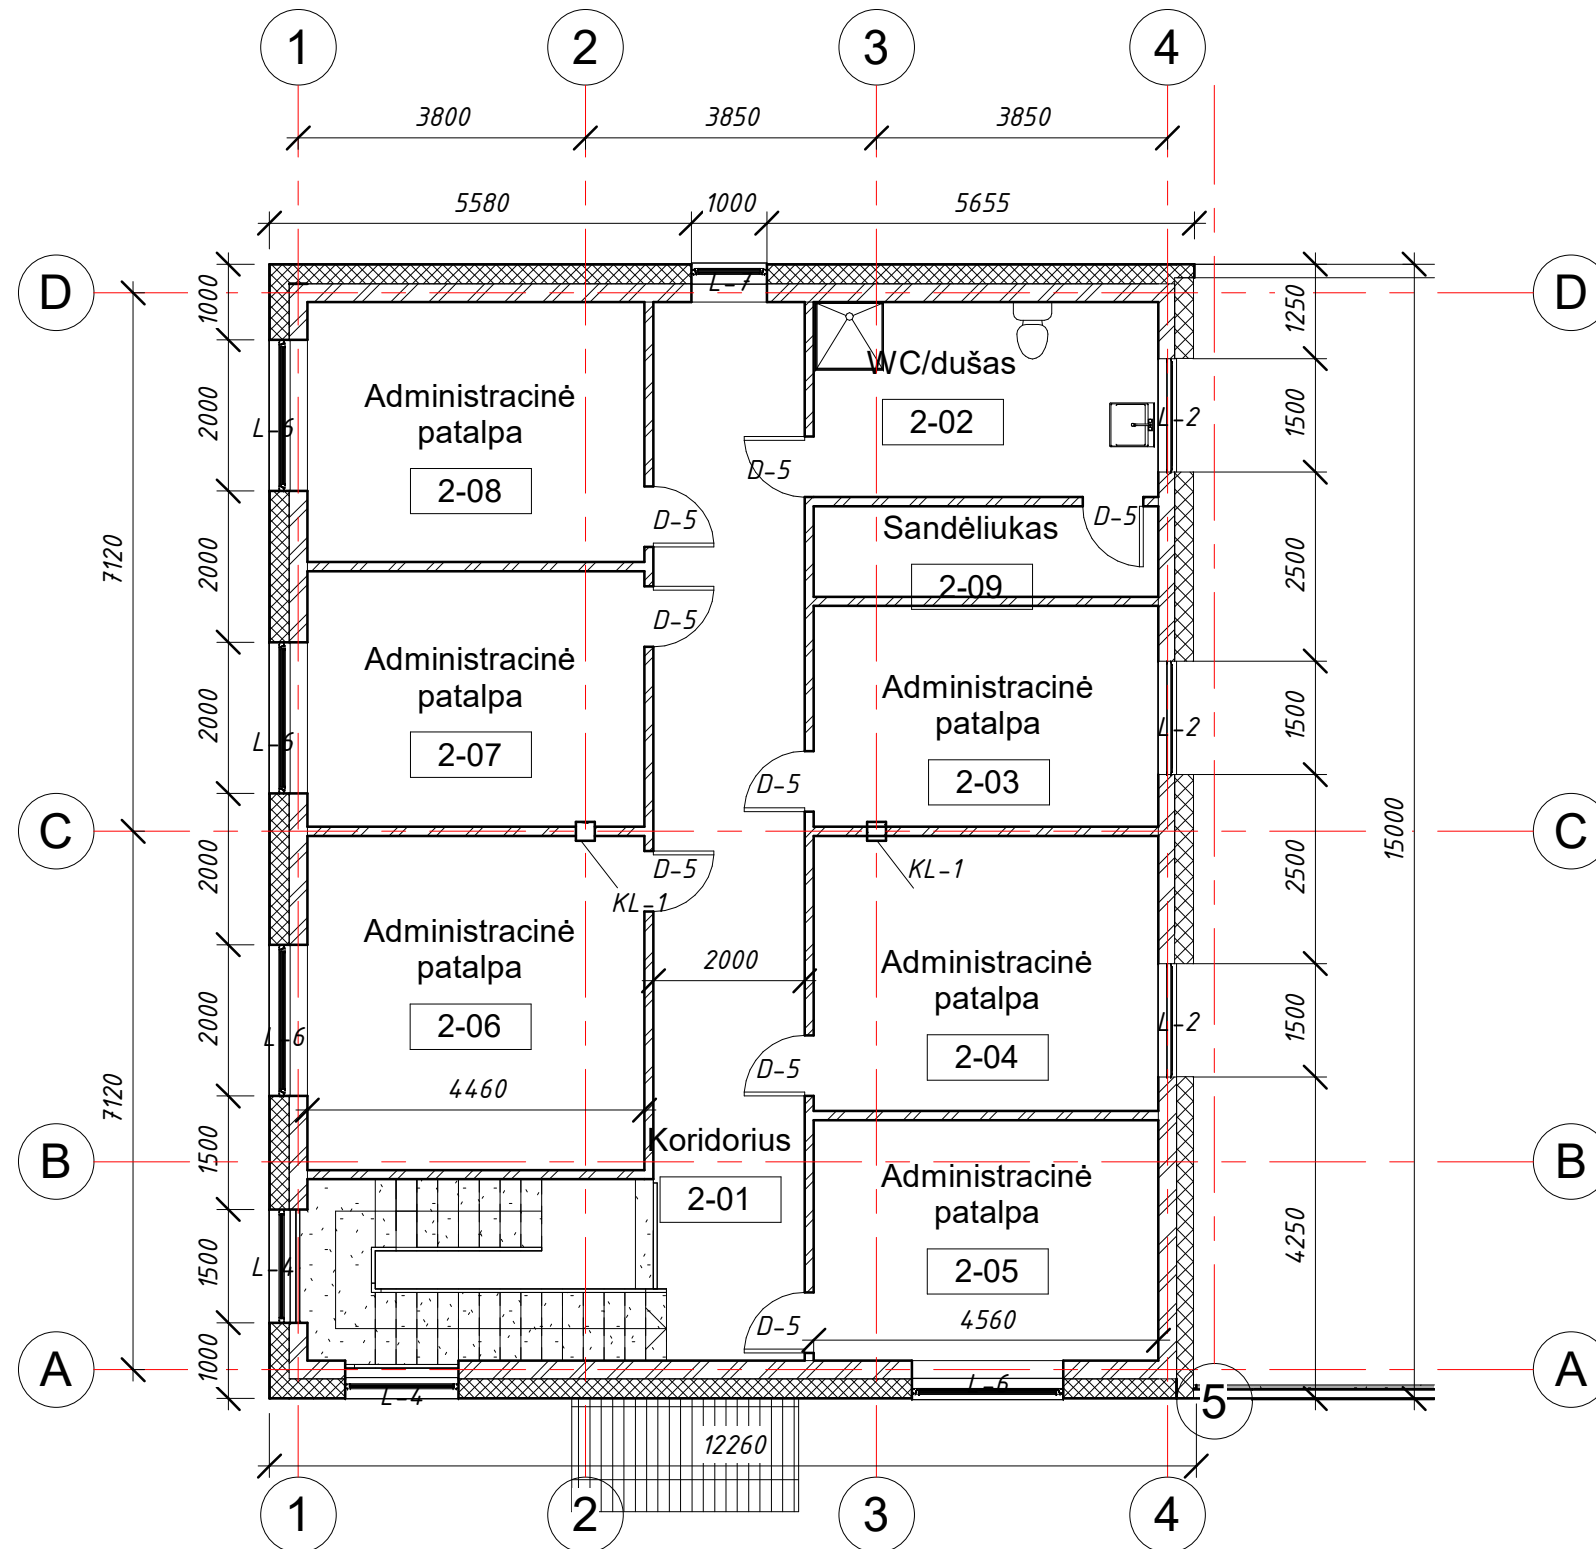 1
2
3
4
3800
3850
3850
5580
1000
5655
D
L-7
D
1000
1250
WC/dušas
Administracinė
patalpa
2000
L-6
2-02
L-2
1500
D-5
2-08
D-5
D-5
Sandėliukas
7120
2000
2500
2-09
D-5
Administracinė
patalpa
Administracinė
patalpa
2000
L-6
L-2
1500
2-07
D-5
2-03
C
C
15000
2000
D-5
KL-1
KL-1
2500
Administracinė
patalpa
2000
Administracinė
patalpa
2-06
2000
L-6
L-2
1500
2-04
D-5
4460
7120
Koridorius
B
1500
B
Administracinė
patalpa
2-01
4250
1500
L-4
2-05
4560
D-5
A
1000
A
L-4
L-6
5
12260
1
2
3
4